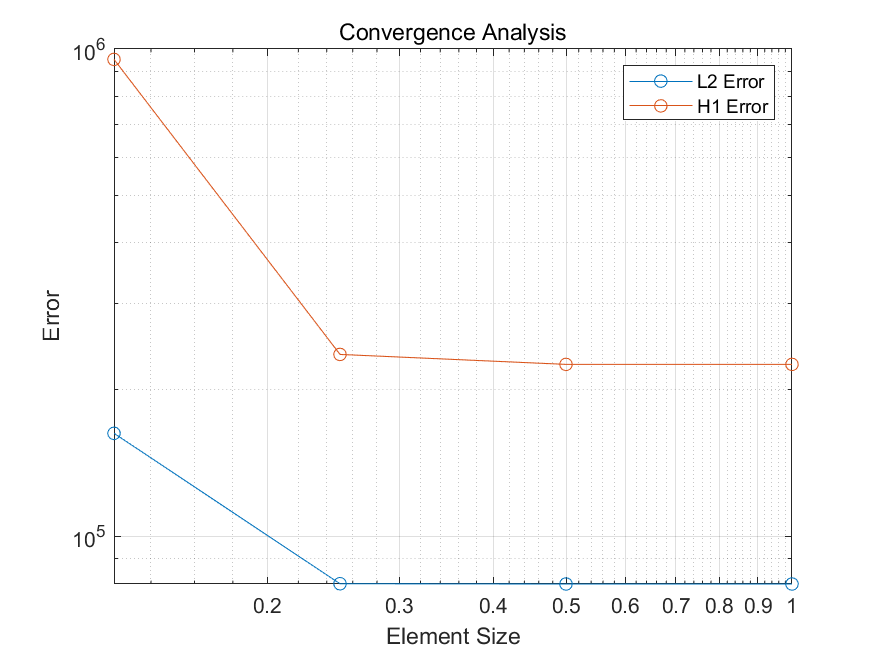 Convergence Analysis
10^6
L2 Error
H1 Error
Error
10^5
0.2 0.3 0.4 0.5 0.6 0.7 0.8 0.9 1
Element Size